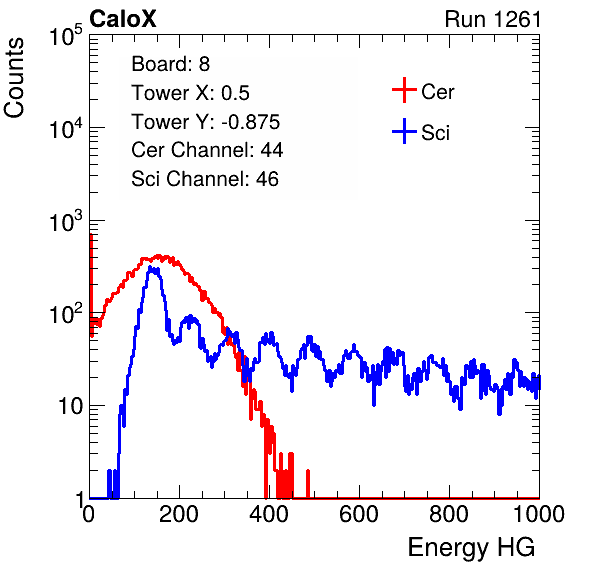 CaloX Run 1261
Counts
Board: 8
Tower X: 0.5
Tower Y: -0.875
Cer Channel: 44
Sci Channel: 46
Cer
Sci
10^5
10^4
10^3
10^2
10
1
0 200 400 600 800 1000
Energy HG